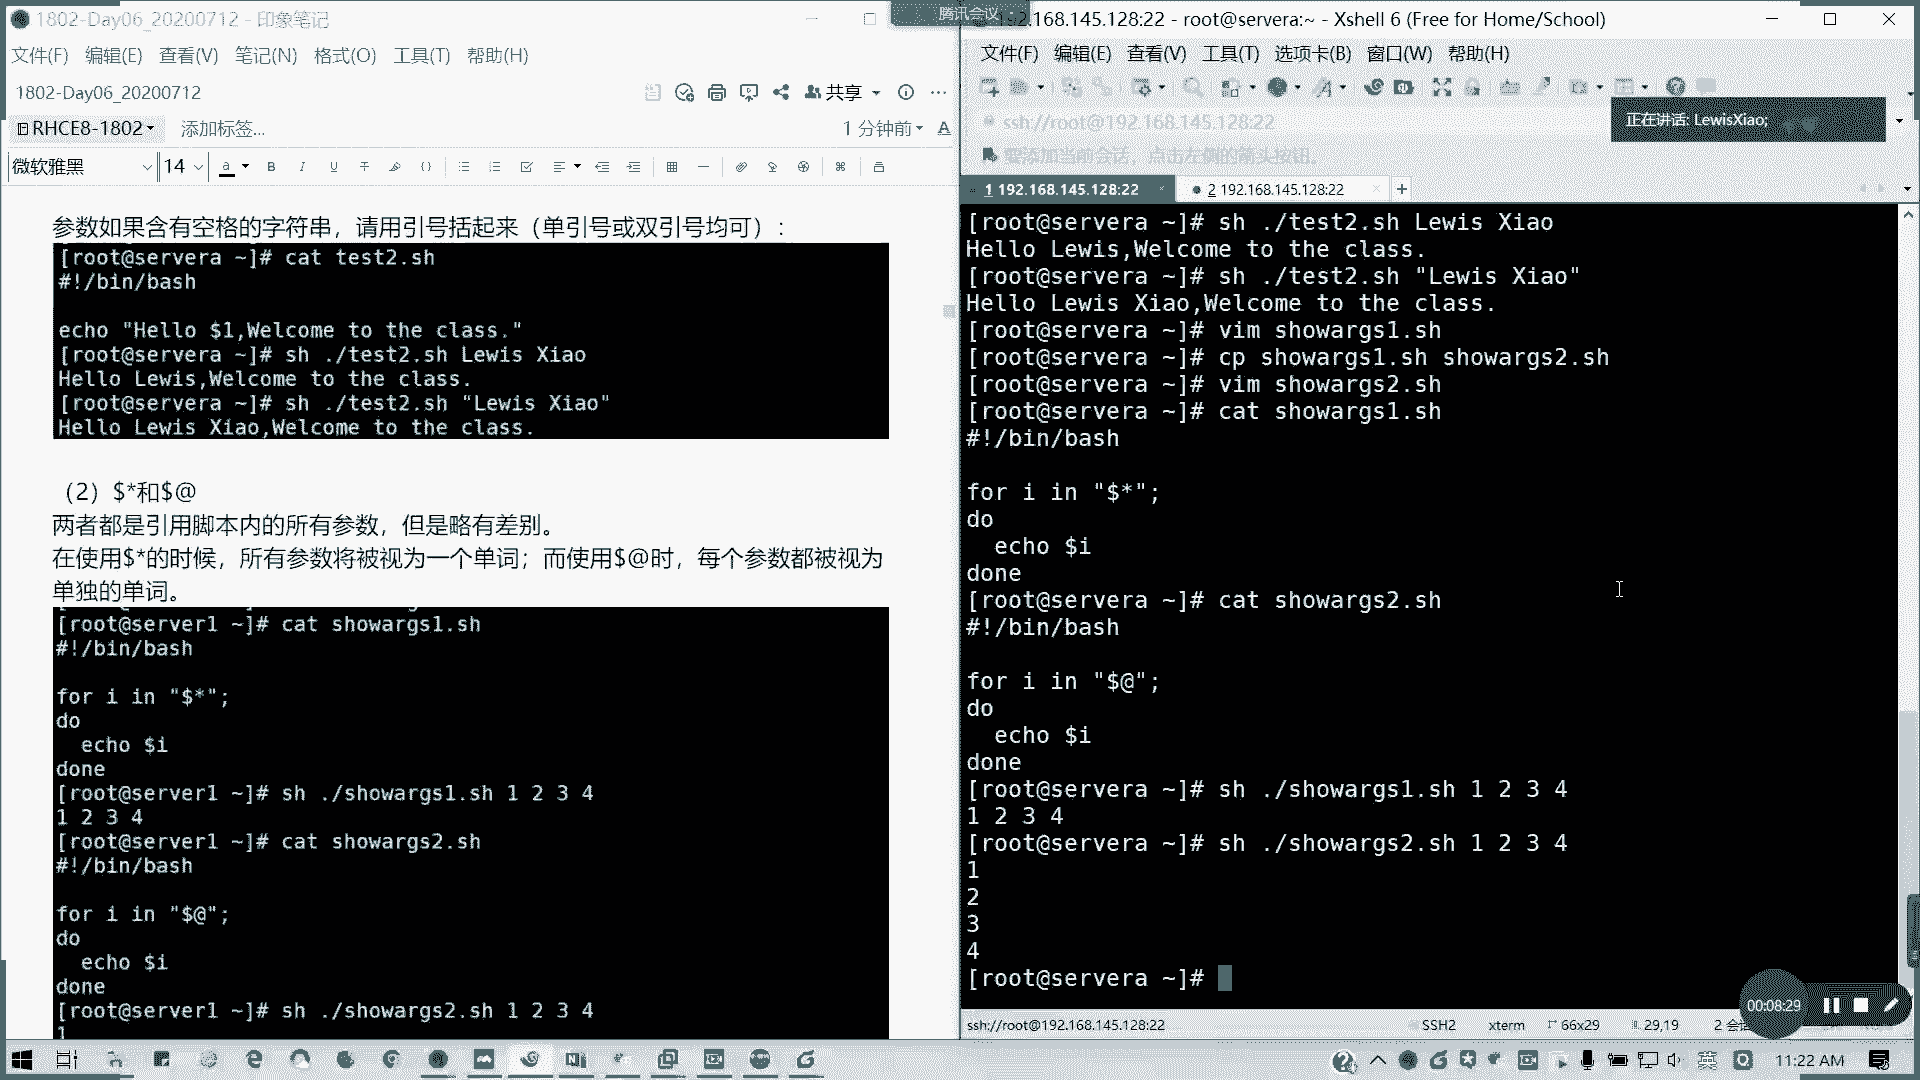 1802-Day06_20200712 - 印象笔记
文件(F) 编辑(E) 查看(V) 笔记(N) 格式(O) 工具(T) 帮助(H)
1802-Day06_20200712
共享
RHCE8-1802
添加标签...
1 分钟前
微软雅黑 14
参数如果含有空格的字符串，请用引号括起来（单引号或双引号均可）：
[root@servera ~]# cat test2.sh
#!/bin/bash
echo "Hello $1,Welcome to the class."
[root@servera ~]# sh ./test2.sh Lewis Xiao
Hello Lewis,Welcome to the class.
[root@servera ~]# sh ./test2.sh "Lewis Xiao"
Hello Lewis Xiao,Welcome to the class.
（2）$*和$@
两者都是引用脚本内的所有参数，但是略有差别。
在使用$*的时候，所有参数将被视为一个单词；而使用$@时，每个参数都被视为
单独的单词。
[root@server1 ~]# cat showargs1.sh
#!/bin/bash
for i in "$*";
do
echo $i
done
[root@server1 ~]# sh ./showargs1.sh 1 2 3 4
1 2 3 4
[root@server1 ~]# cat showargs2.sh
#!/bin/bash
for i in "$@";
do
echo $i
done
[root@server1 ~]# sh ./showargs2.sh 1 2 3 4
1
腾讯会议
192.168.145.128:22 - root@servera:~ - Xshell 6 (Free for Home/School)
文件(F) 编辑(E) 查看(V) 工具(T) 选项卡(B) 窗口(W) 帮助(H)
ssh://root@192.168.145.128:22
正在讲话: LewisXiao;
要添加当前会话，点击左侧的箭头按钮。
1 192.168.145.128:22
2 192.168.145.128:22
[root@servera ~]# sh ./test2.sh Lewis Xiao
Hello Lewis,Welcome to the class.
[root@servera ~]# sh ./test2.sh "Lewis Xiao"
Hello Lewis Xiao,Welcome to the class.
[root@servera ~]# vim showargs1.sh
[root@servera ~]# cp showargs1.sh showargs2.sh
[root@servera ~]# vim showargs2.sh
[root@servera ~]# cat showargs1.sh
#!/bin/bash
for i in "$*";
do
echo $i
done
[root@servera ~]# cat showargs2.sh
#!/bin/bash
for i in "$@";
do
echo $i
done
[root@servera ~]# sh ./showargs1.sh 1 2 3 4
1 2 3 4
[root@servera ~]# sh ./showargs2.sh 1 2 3 4
1
2
3
4
[root@servera ~]#
00:08:29
ssh://root@192.168.145.128:22 SSH2 xterm 66x29 29,19
英
11:22 AM